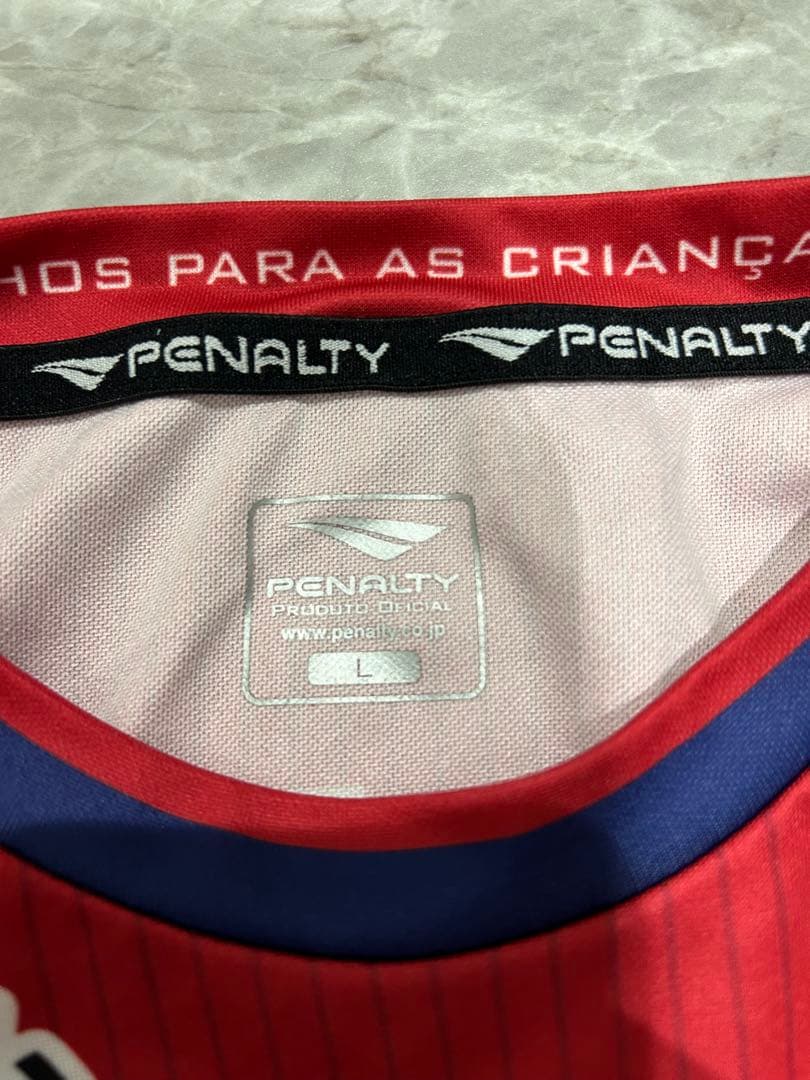 HOS PARA AS CRIANÇA
PENALTY PENALTY
PENALTY
PRODUTO OFICIAL
www.penalty.co.jp
L